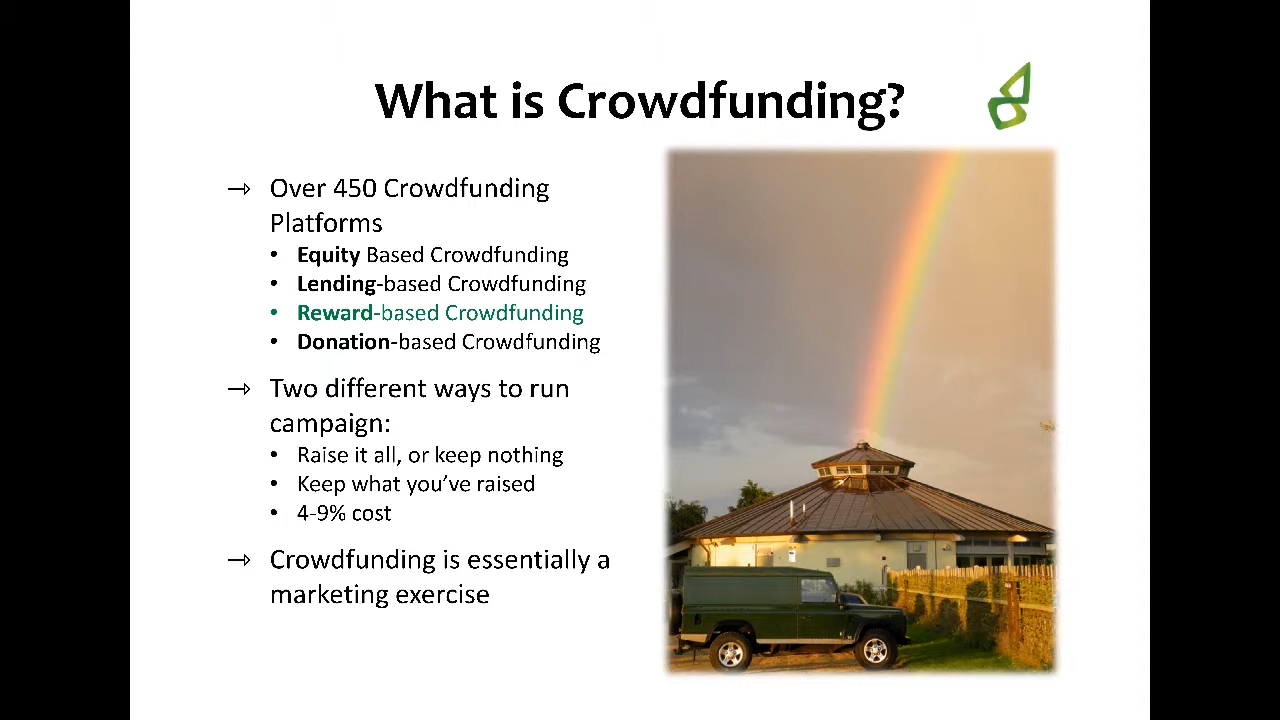 What is Crowdfunding?
→ Over 450 Crowdfunding
Platforms
• Equity Based Crowdfunding
• Lending-based Crowdfunding
• Reward-based Crowdfunding
• Donation-based Crowdfunding
→ Two different ways to run
campaign:
• Raise it all, or keep nothing
• Keep what you’ve raised
• 4-9% cost
→ Crowdfunding is essentially a
marketing exercise